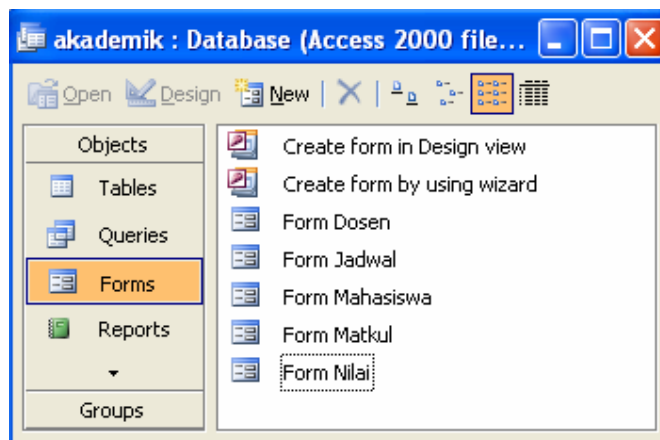 akademik : Database (Access 2000 file...
Open Design New
Objects
Tables
Queries
Forms
Reports
Groups
Create form in Design view
Create form by using wizard
Form Dosen
Form Jadwal
Form Mahasiswa
Form Matkul
Form Nilai